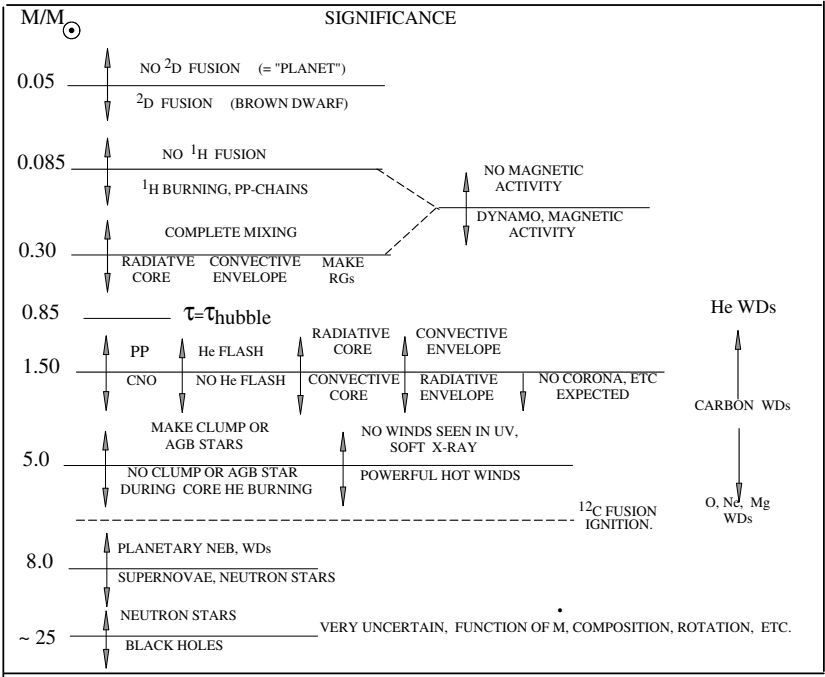 M/M☉ SIGNIFICANCE
NO ²D FUSION (= "PLANET")
0.05
²D FUSION (BROWN DWARF)
NO ¹H FUSION
0.085
¹H BURNING, PP-CHAINS
NO MAGNETIC
ACTIVITY
DYNAMO, MAGNETIC
ACTIVITY
COMPLETE MIXING
0.30
RADIATVE CONVECTIVE MAKE
CORE ENVELOPE RGs
0.85 τ=τhubble
He WDs
RADIATIVE CONVECTIVE
CORE ENVELOPE
PP He FLASH
1.50
CNO NO He FLASH CONVECTIVE RADIATIVE NO CORONA, ETC
CORE ENVELOPE EXPECTED
CARBON WDs
MAKE CLUMP OR
AGB STARS
NO WINDS SEEN IN UV,
SOFT X-RAY
5.0
NO CLUMP OR AGB STAR
DURING CORE HE BURNING
POWERFUL HOT WINDS
¹²C FUSION
IGNITION.
O, Ne, Mg
WDs
PLANETARY NEB, WDs
8.0
SUPERNOVAE, NEUTRON STARS
NEUTRON STARS
~ 25
BLACK HOLES
VERY UNCERTAIN, FUNCTION OF Ṁ, COMPOSITION, ROTATION, ETC.